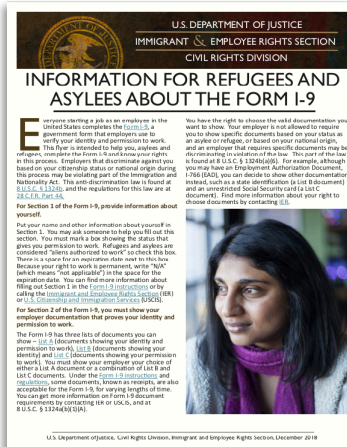 U.S. DEPARTMENT OF JUSTICE
IMMIGRANT & EMPLOYEE RIGHTS SECTION
CIVIL RIGHTS DIVISION
INFORMATION FOR REFUGEES AND
ASYLEES ABOUT THE FORM I-9
Everyone starting a job as an employee in the
United States completes the Form I-9, a
government form that employers use to
verify your identity and permission to work.
This flyer is intended to help you, asylees and
refugees, complete the Form I-9 and know your rights
in this process. Employers that discriminate against you
based on your citizenship status or national origin during
this process may be violating part of the Immigration and
Nationality Act. This anti-discrimination law is found at
8 U.S.C. § 1324b, and the regulations for this law are at
28 C.F.R. Part 44.
For Section 1 of the Form I-9, provide information about
yourself.
Put your name and other information about yourself in
Section 1. You may ask someone to help you fill out this
section. You must mark a box showing the status that
gives you permission to work. Refugees and asylees are
considered "aliens authorized to work" so check this box.
There is a space for an expiration date next to this box.
Because your right to work is permanent, write "N/A"
(which means "not applicable") in the space for the
expiration date. You can find more information about
filling out Section 1 in the Form I-9 instructions or by
calling the Immigrant and Employee Rights Section (IER)
or U.S. Citizenship and Immigration Services (USCIS).
For Section 2 of the Form I-9, you must show your
employer documentation that proves your identity and
permission to work.
The Form I-9 has three lists of documents you can
show – List A (documents showing your identity and
permission to work), List B (documents showing your
identity) and List C (documents showing your permission
to work). You must show your employer your choice of
either a List A document or a combination of List B and
List C documents. Under the Form I-9 instructions and
regulations, some documents, known as receipts, are also
acceptable for the Form I-9, for varying lengths of time.
You can get more information on Form I-9 document
requirements by contacting IER or USCIS, and at
8 U.S.C. § 1324a(b)(1)(A).
You have the right to choose the valid documentation you
want to show. Your employer is not allowed to require
you to show specific documents based on your status as
an asylee or refugee, or based on your national origin,
and an employer that requires specific documents may be
discriminating in violation of the law. This part of the law
is found at 8 U.S.C. § 1324b(a)(6). For example, although
you may have an Employment Authorization Document,
I-766 (EAD), you can decide to show other documentation
instead, such as a state identification (a List B document)
and an unrestricted Social Security card (a List C
document). Find more information about your right to
choose documents by contacting IER.
U.S. Department of Justice, Civil Rights Division, Immigrant and Employee Rights Section, December 2018